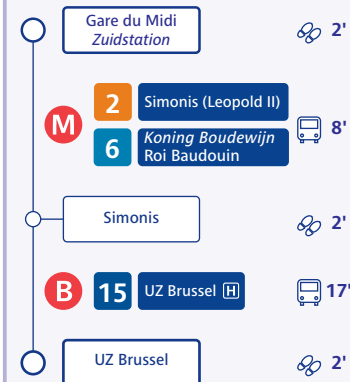 Gare du Midi
Zuidstation
2'
M
2
Simonis (Leopold II)
6
Koning Boudewijn
Roi Baudouin
8'
Simonis
2'
B
15
UZ Brussel H
17'
UZ Brussel
2'